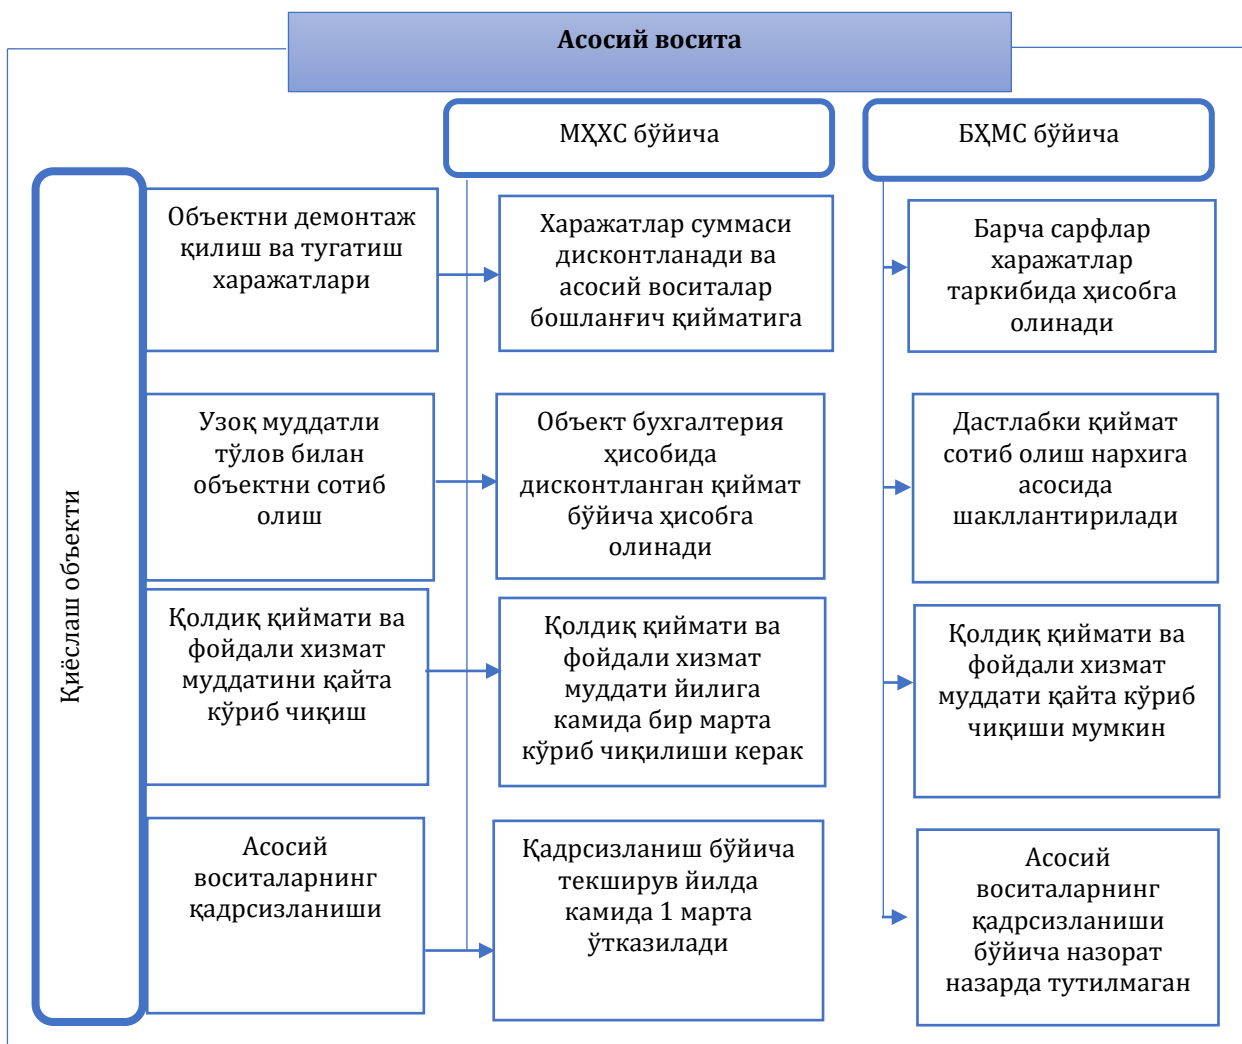 Асосий восита
МҲХС бўйича
БҲМС бўйича
Қиёслаш объекти
Объектни демонтаж
қилиш ва тугатиш
харажатлари
Харажатлар суммаси
дисконтланади ва
асосий воситалар
бошланғич қийматига
Барча сарфлар
харажатлар
таркибида ҳисобга
олинади
Узоқ муддатли
тўлов билан
объектни сотиб
олиш
Объект бухгалтерия
ҳисобида
дисконтланган қиймат
бўйича ҳисобга
олинади
Дастлабки қиймат
сотиб олиш нархига
асосида
шакллантирилади
Қолдиқ қиймати ва
фойдали хизмат
муддатини қайта
кўриб чиқиш
Қолдиқ қиймати ва
фойдали хизмат
муддати йилига
камида бир марта
кўриб чиқилиши керак
Қолдиқ қиймати ва
фойдали хизмат
муддати қайта кўриб
чиқиши мумкин
Асосий
воситаларнинг
қадрсизланиши
Қадрсизланиш бўйича
текширув йилда
камида 1 марта
ўтказилади
Асосий
воситаларнинг
қадрсизланиши
бўйича назорат
назарда тутилмаган